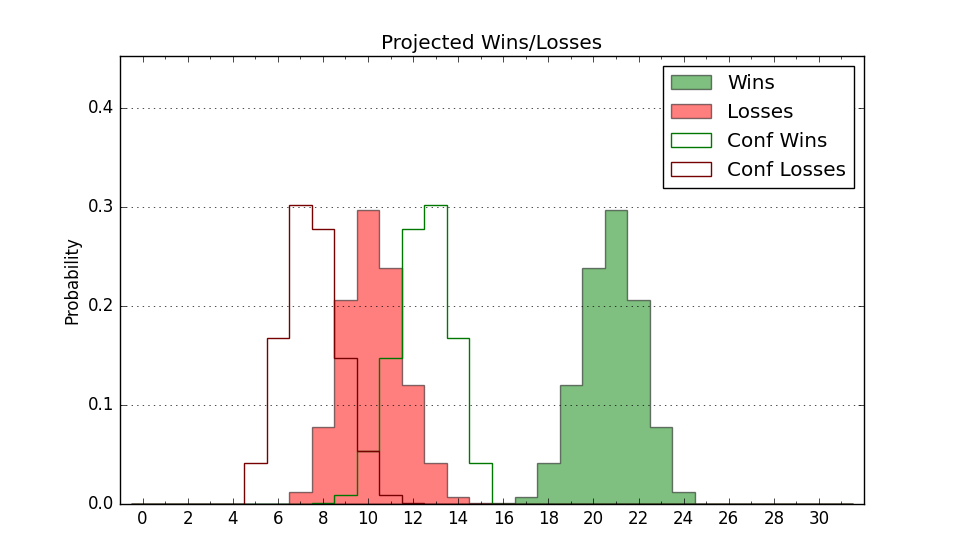 Projected Wins/Losses
Wins
Losses
Conf Wins
Conf Losses
Probability
0.4
0.3
0.2
0.1
0.0
0 2 4 6 8 10 12 14 16 18 20 22 24 26 28 30